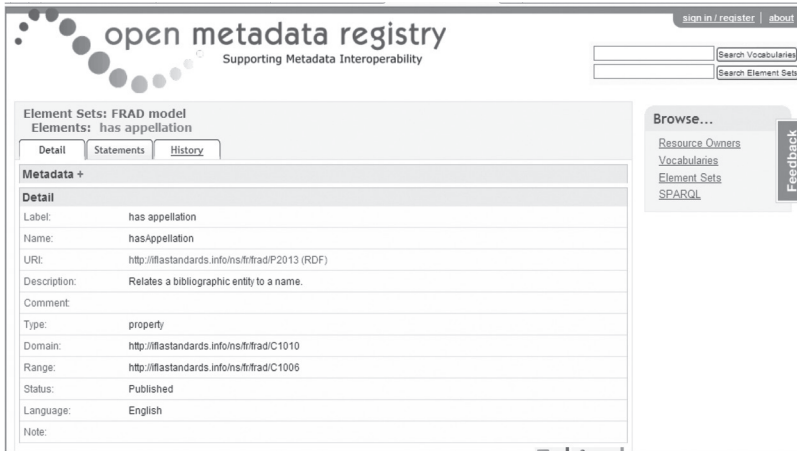 sign in / register | about
open metadata registry
Supporting Metadata Interoperability
Search Vocabularies
Search Element Sets
Element Sets: FRAD model
Elements: has appellation
Detail Statements History
Metadata +
Detail
Label: has appellation
Name: hasAppellation
URI: http://iflastandards.info/ns/fr/frad/P2013 (RDF)
Description: Relates a bibliographic entity to a name.
Comment:
Type: property
Domain: http://iflastandards.info/ns/fr/frad/C1010
Range: http://iflastandards.info/ns/fr/frad/C1006
Status: Published
Language: English
Note:
Browse...
Resource Owners
Vocabularies
Element Sets
SPARQL
Feedback